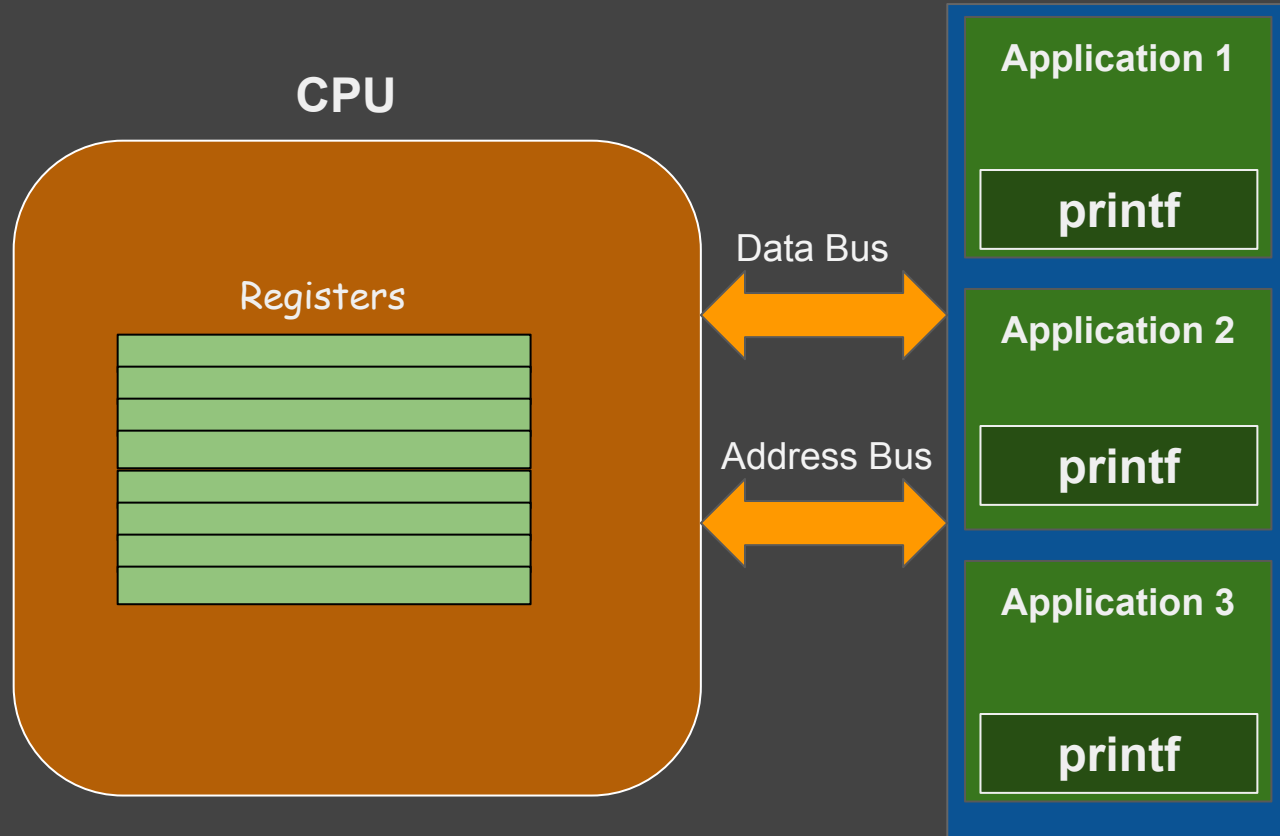 CPU
Registers
Data Bus
Address Bus
Application 1
printf
Application 2
printf
Application 3
printf